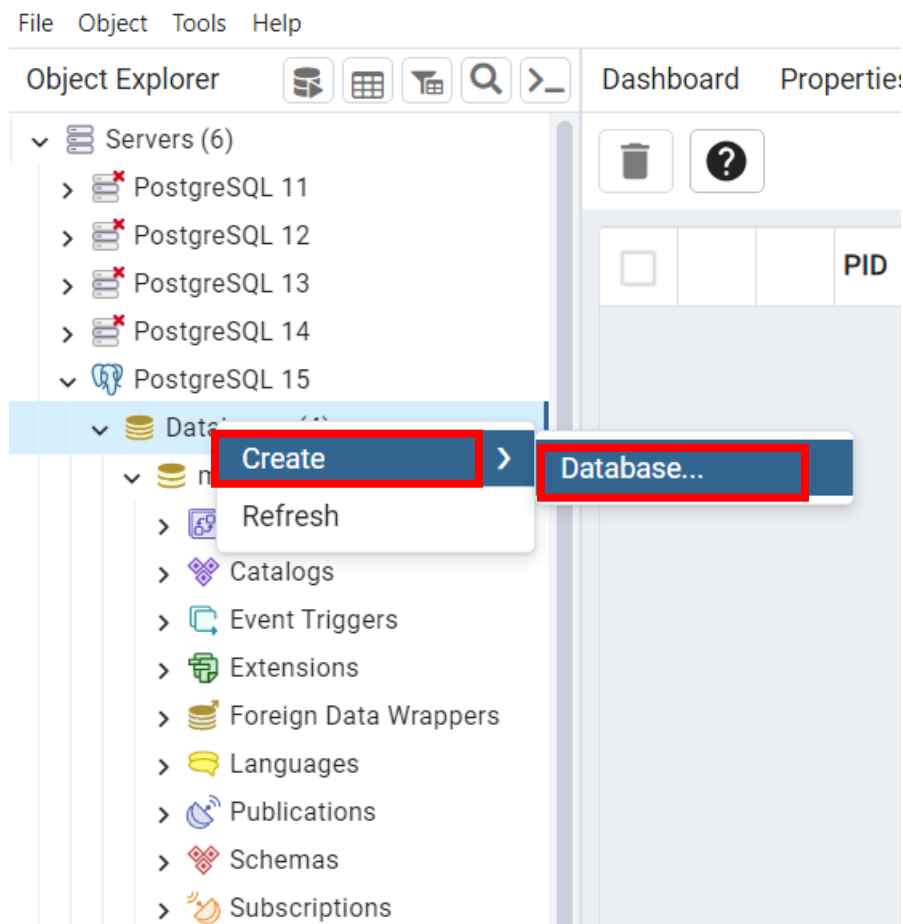 File Object Tools Help
Object Explorer
Dashboard
Servers (6)
PostgreSQL 11
PostgreSQL 12
PostgreSQL 13
PostgreSQL 14
PostgreSQL 15
PID
Create
Database...
Refresh
Catalogs
Event Triggers
Extensions
Foreign Data Wrappers
Languages
Publications
Schemas
Subscriptions